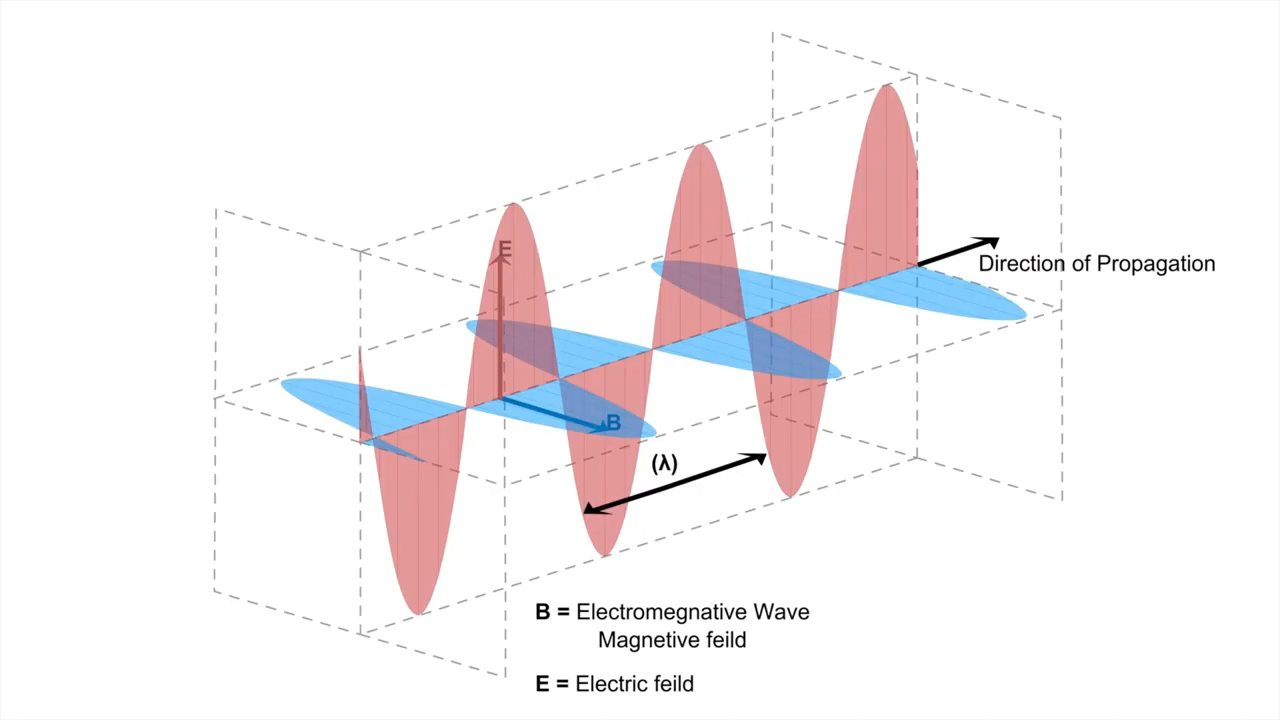 E
Direction of Propagation
B
(λ)
B = Electromegnative Wave
Magnetive feild
E = Electric feild